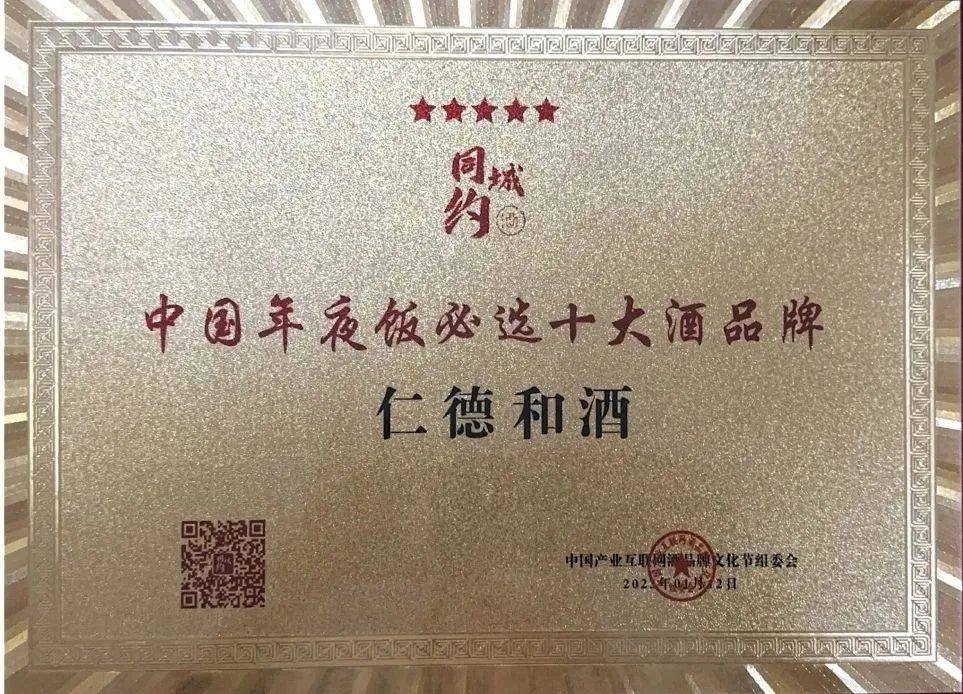 同城
约酒
中国年夜饭必选十大酒品牌
仁德和酒
中国产业互联网酒品牌文化节组委会